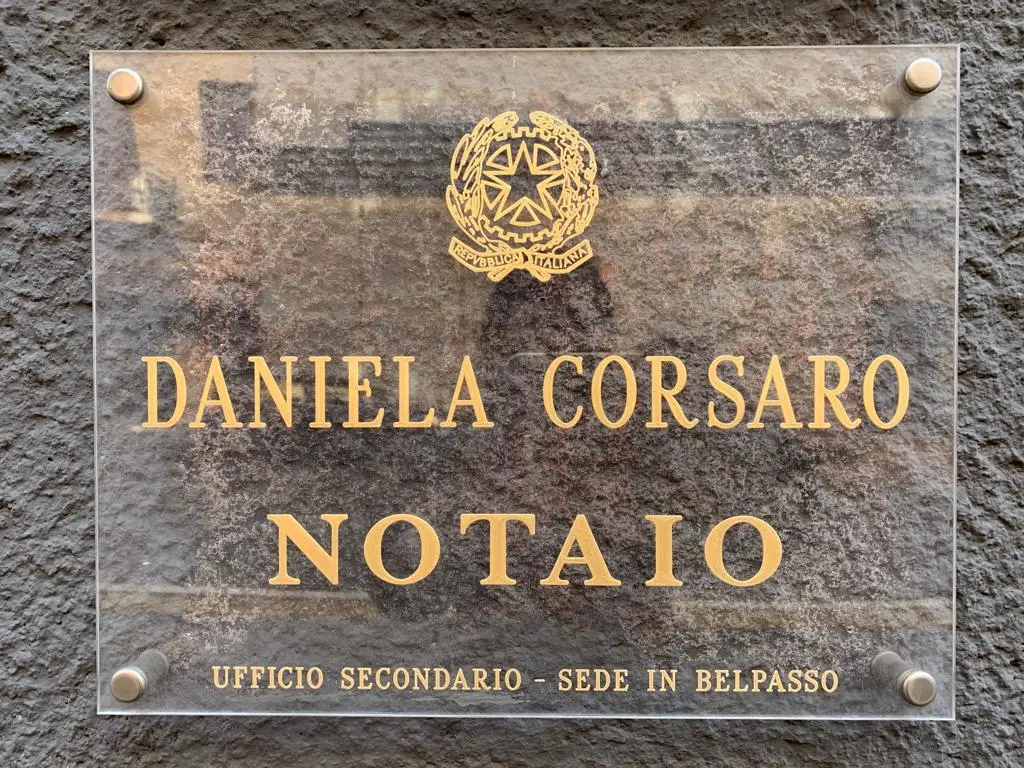 REPVBBLICA ITALIANA
DANIELA CORSARO
NOTAIO
UFFICIO SECONDARIO - SEDE IN BELPASSO